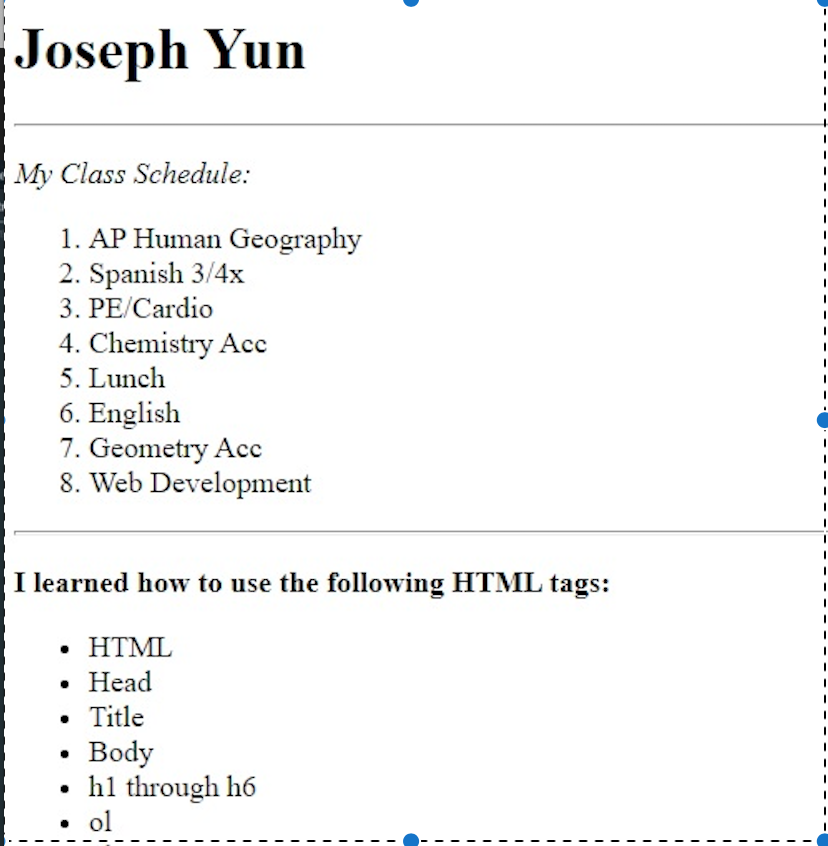 Joseph Yun
My Class Schedule:
1. AP Human Geography
2. Spanish 3/4x
3. PE/Cardio
4. Chemistry Acc
5. Lunch
6. English
7. Geometry Acc
8. Web Development
I learned how to use the following HTML tags:
• HTML
• Head
• Title
• Body
• h1 through h6
• ol